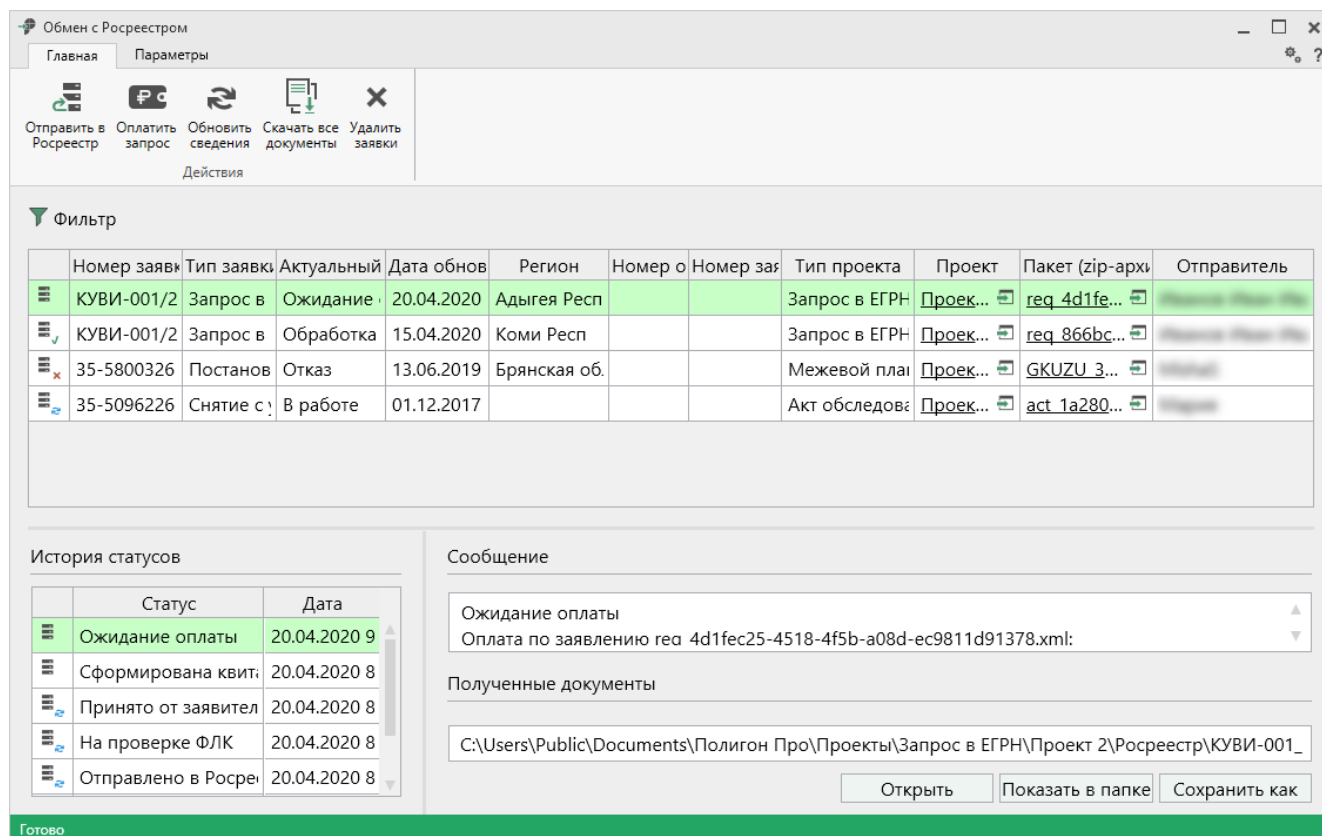 Обмен с Росреестром
Главная Параметры
?
Отправить в Росреестр
Оплатить запрос
Обновить сведения
Скачать все документы
Удалить заявки
Действия
Фильтр
Номер заявк Тип заявки Актуальный Дата обнов Регион Номер о Номер зая Тип проекта Проект Пакет (zip-архи Отправитель
КУВИ-001/2 Запрос в Ожидание 20.04.2020 Адыгея Респ Запрос в ЕГРН Проек... req_4d1fe...
КУВИ-001/2 Запрос в Обработка 15.04.2020 Коми Респ Запрос в ЕГРН Проек... req_866bc...
35-5800326 Постанов Отказ 13.06.2019 Брянская об. Межевой план Проек... GKUZU_3...
35-5096226 Снятие с у В работе 01.12.2017 Акт обследова Проек... act_1a280...
История статусов
Статус Дата
Ожидание оплаты 20.04.2020 9
Сформирована квита 20.04.2020 8
Принято от заявител 20.04.2020 8
На проверке ФЛК 20.04.2020 8
Отправлено в Росрее 20.04.2020 8
Сообщение
Ожидание оплаты
Оплата по заявлению req_4d1fec25-4518-4f5b-a08d-ec9811d91378.xml:
Полученные документы
C:\Users\Public\Documents\Полигон Про\Проекты\Запрос в ЕГРН\Проект 2\Росреестр\КУВИ-001_
Открыть Показать в папке Сохранить как
Готово